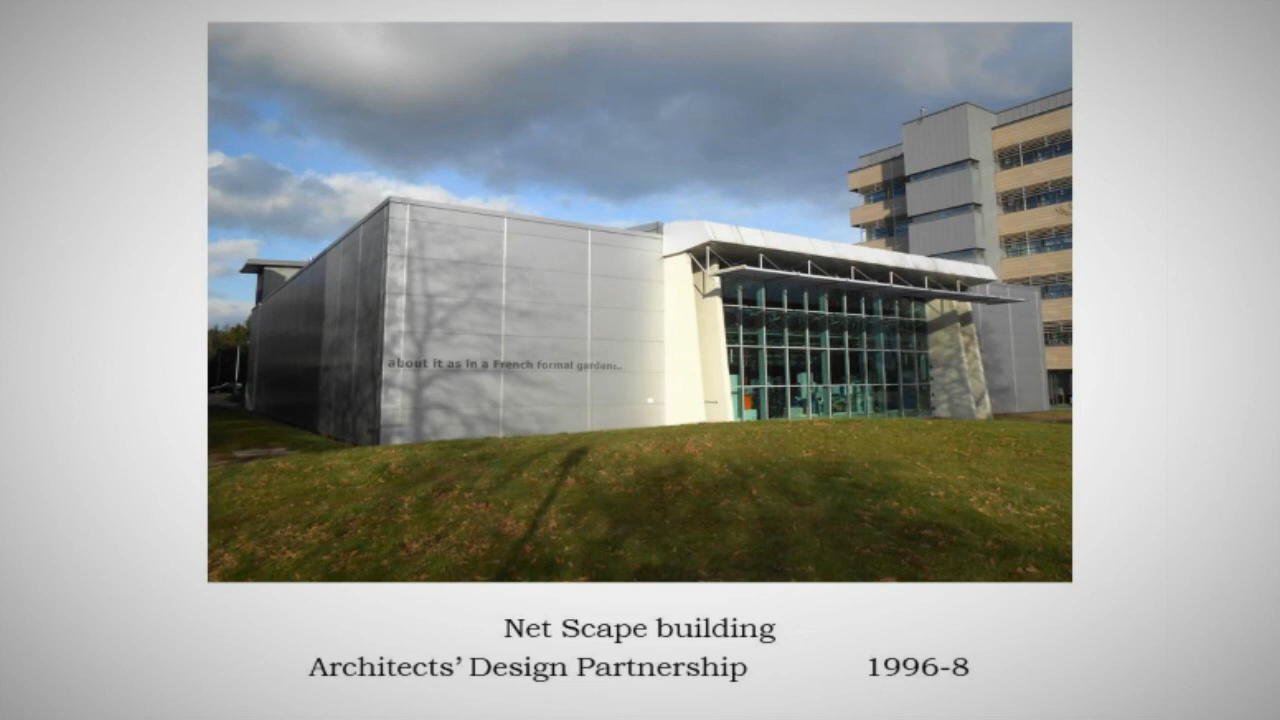 about it as in a French formal garden...
Net Scape building
Architects' Design Partnership 1996-8